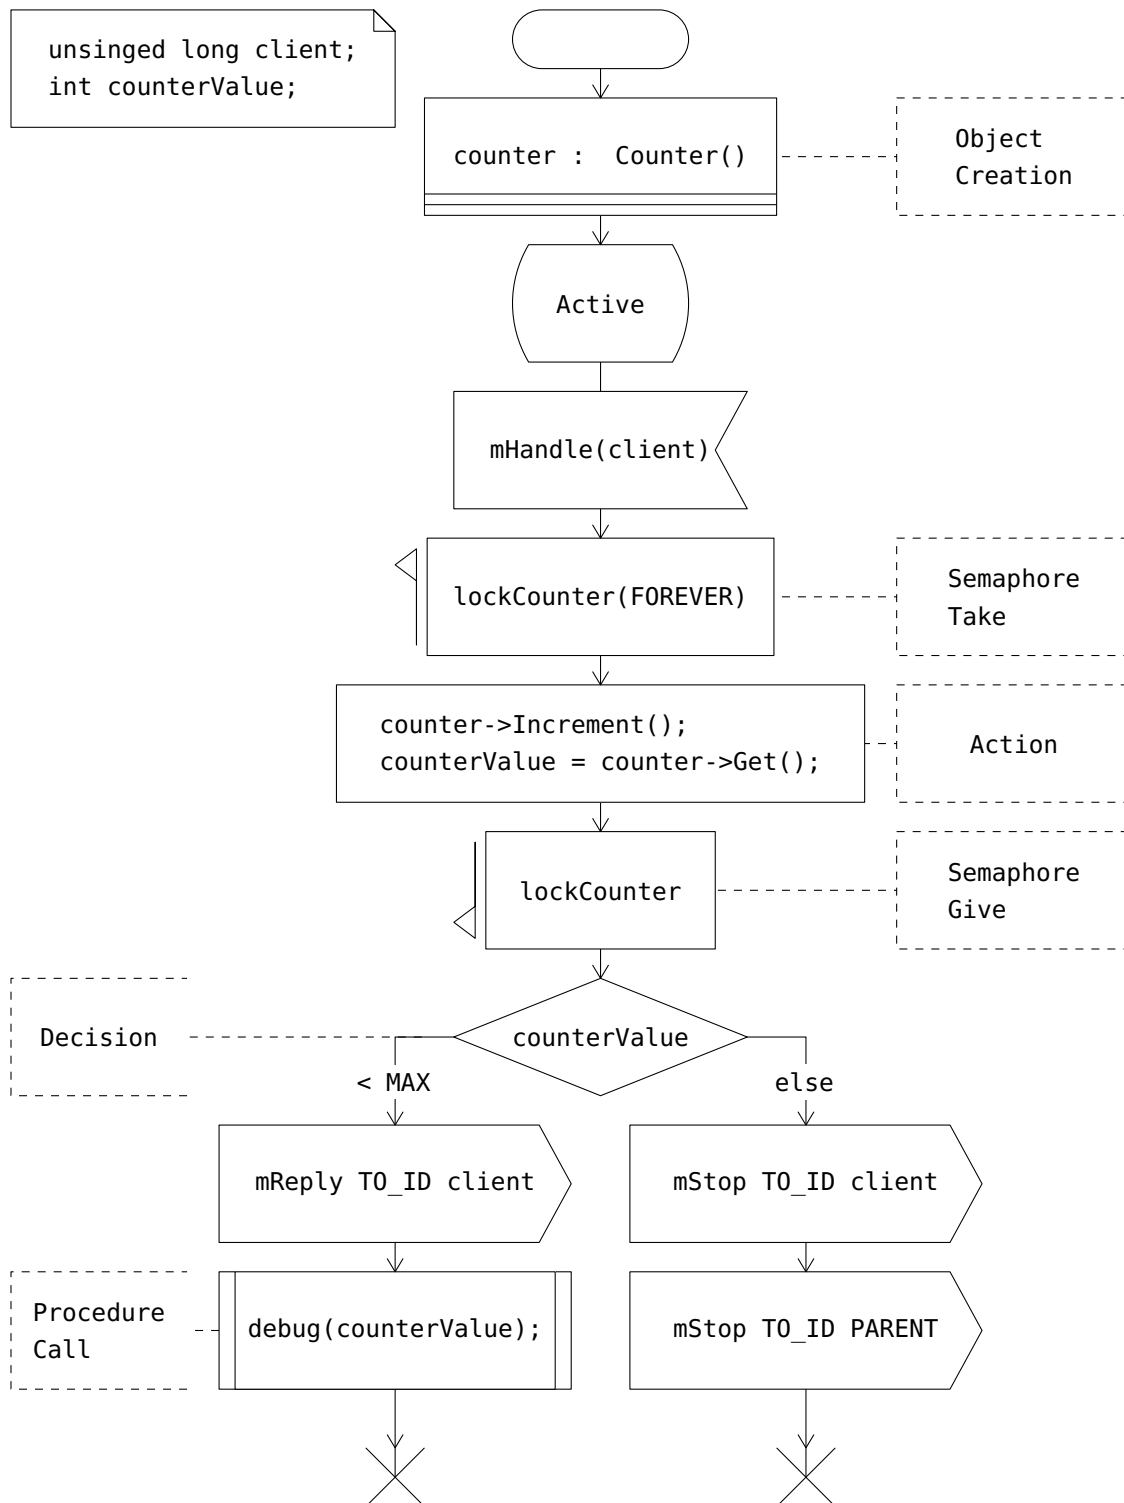 unsinged long client;
int counterValue;
counter :  Counter()
Object
Creation
Active
mHandle(client)
lockCounter(FOREVER)
Semaphore
Take
counter->Increment();
counterValue = counter->Get();
Action
lockCounter
Semaphore
Give
Decision
counterValue
< MAX
else
mReply TO_ID client
mStop TO_ID client
Procedure
Call
debug(counterValue);
mStop TO_ID PARENT